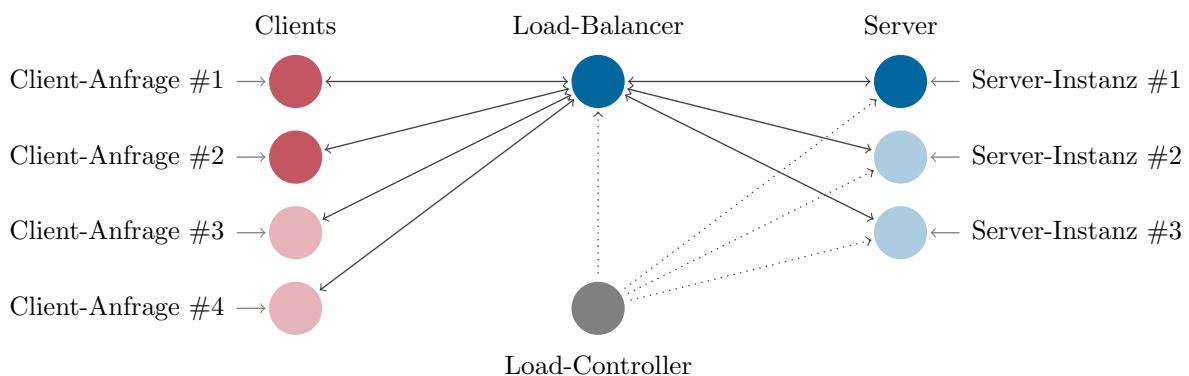 Clients
Load-Balancer
Server
Client-Anfrage #1
Server-Instanz #1
Client-Anfrage #2
Server-Instanz #2
Client-Anfrage #3
Server-Instanz #3
Client-Anfrage #4
Load-Controller